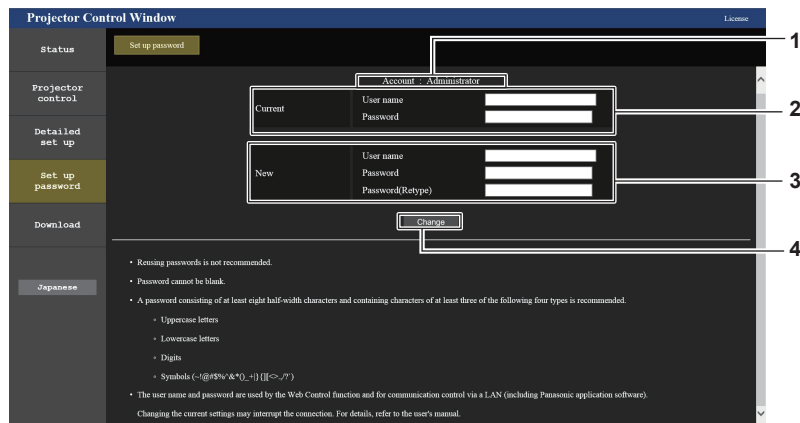 Projector Control Window
License
Status
Set up password
1
Projector
control
Account : Administrator
Current
User name
Password
2
Detailed
set up
New
User name
Password
Password(Retype)
3
Set up
password
Change
4
Download
Japanese
• Reusing passwords is not recommended.
• Password cannot be blank.
• A password consisting of at least eight half-width characters and containing characters of at least three of the following four types is recommended.
Uppercase letters
Lowercase letters
Digits
Symbols (~!@#$%^&*()_+|}{][<>.,/?`)
• The user name and password are used by the Web Control function and for communication control via a LAN (including Panasonic application software).
Changing the current settings may interrupt the connection. For details, refer to the user's manual.